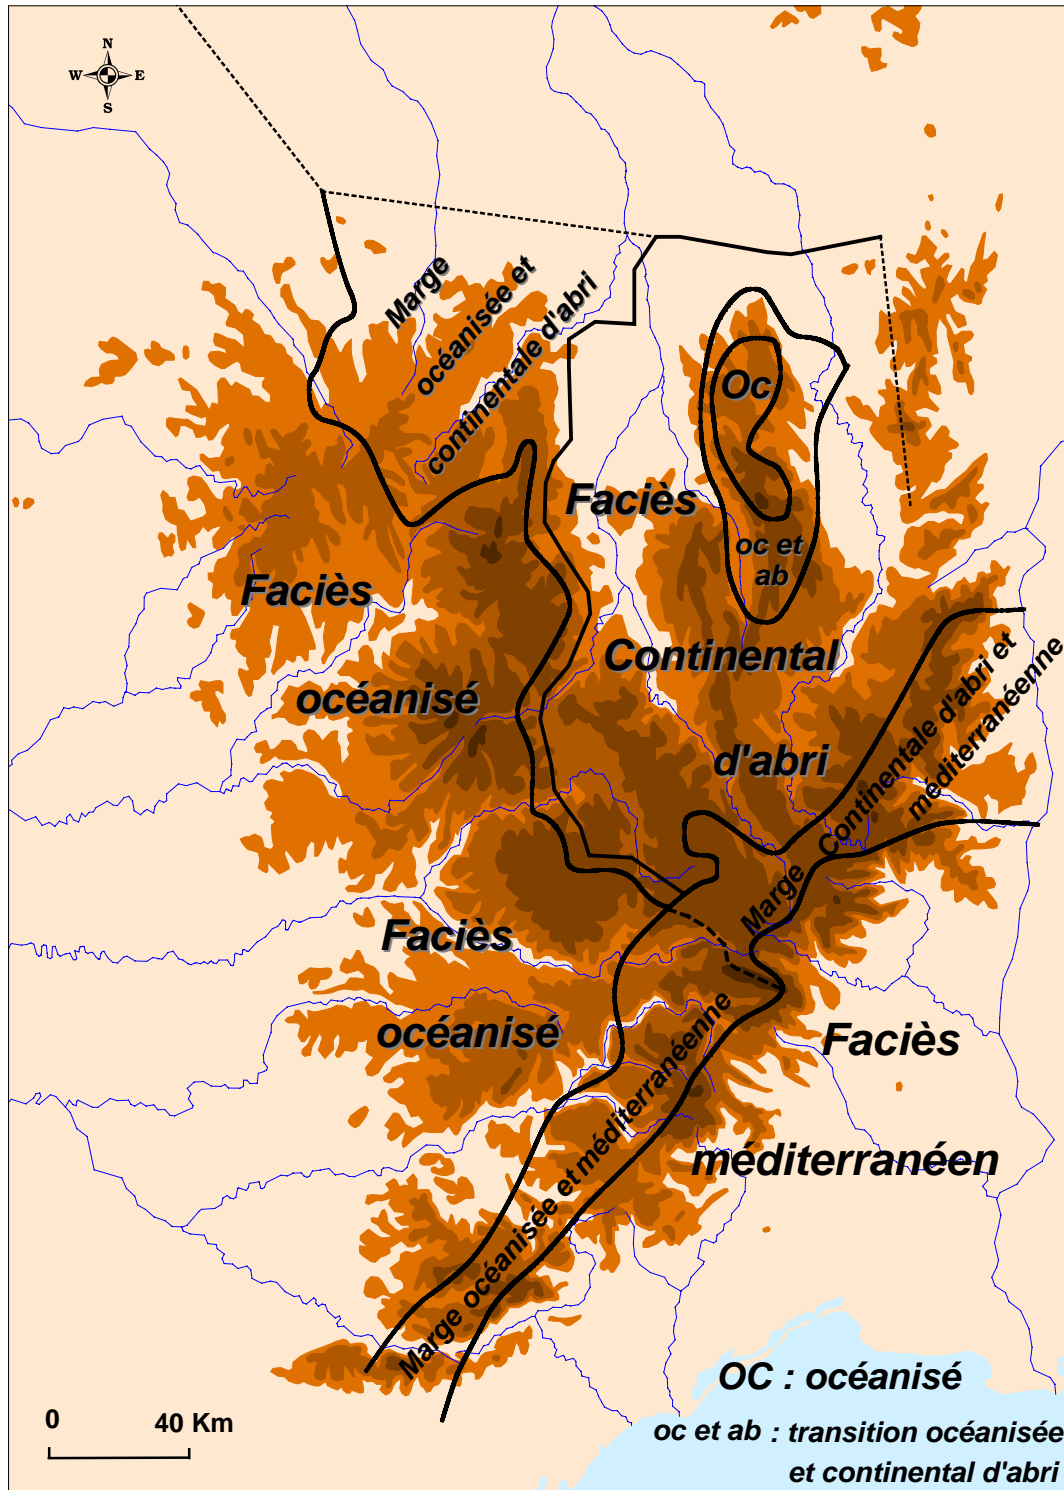 N
W E
S
Marge
océanisée et
continentale d'abri
Oc
Faciès
oc et
ab
Faciès
Continental
océanisé
d'abri
Marge Continentale d'abri et
méditerranéenne
Faciès
océanisé
Faciès
méditerranéen
Marge océanisée et méditerranéenne
OC : océanisé
oc et ab : transition océanisée
et continental d'abri
0 40 Km